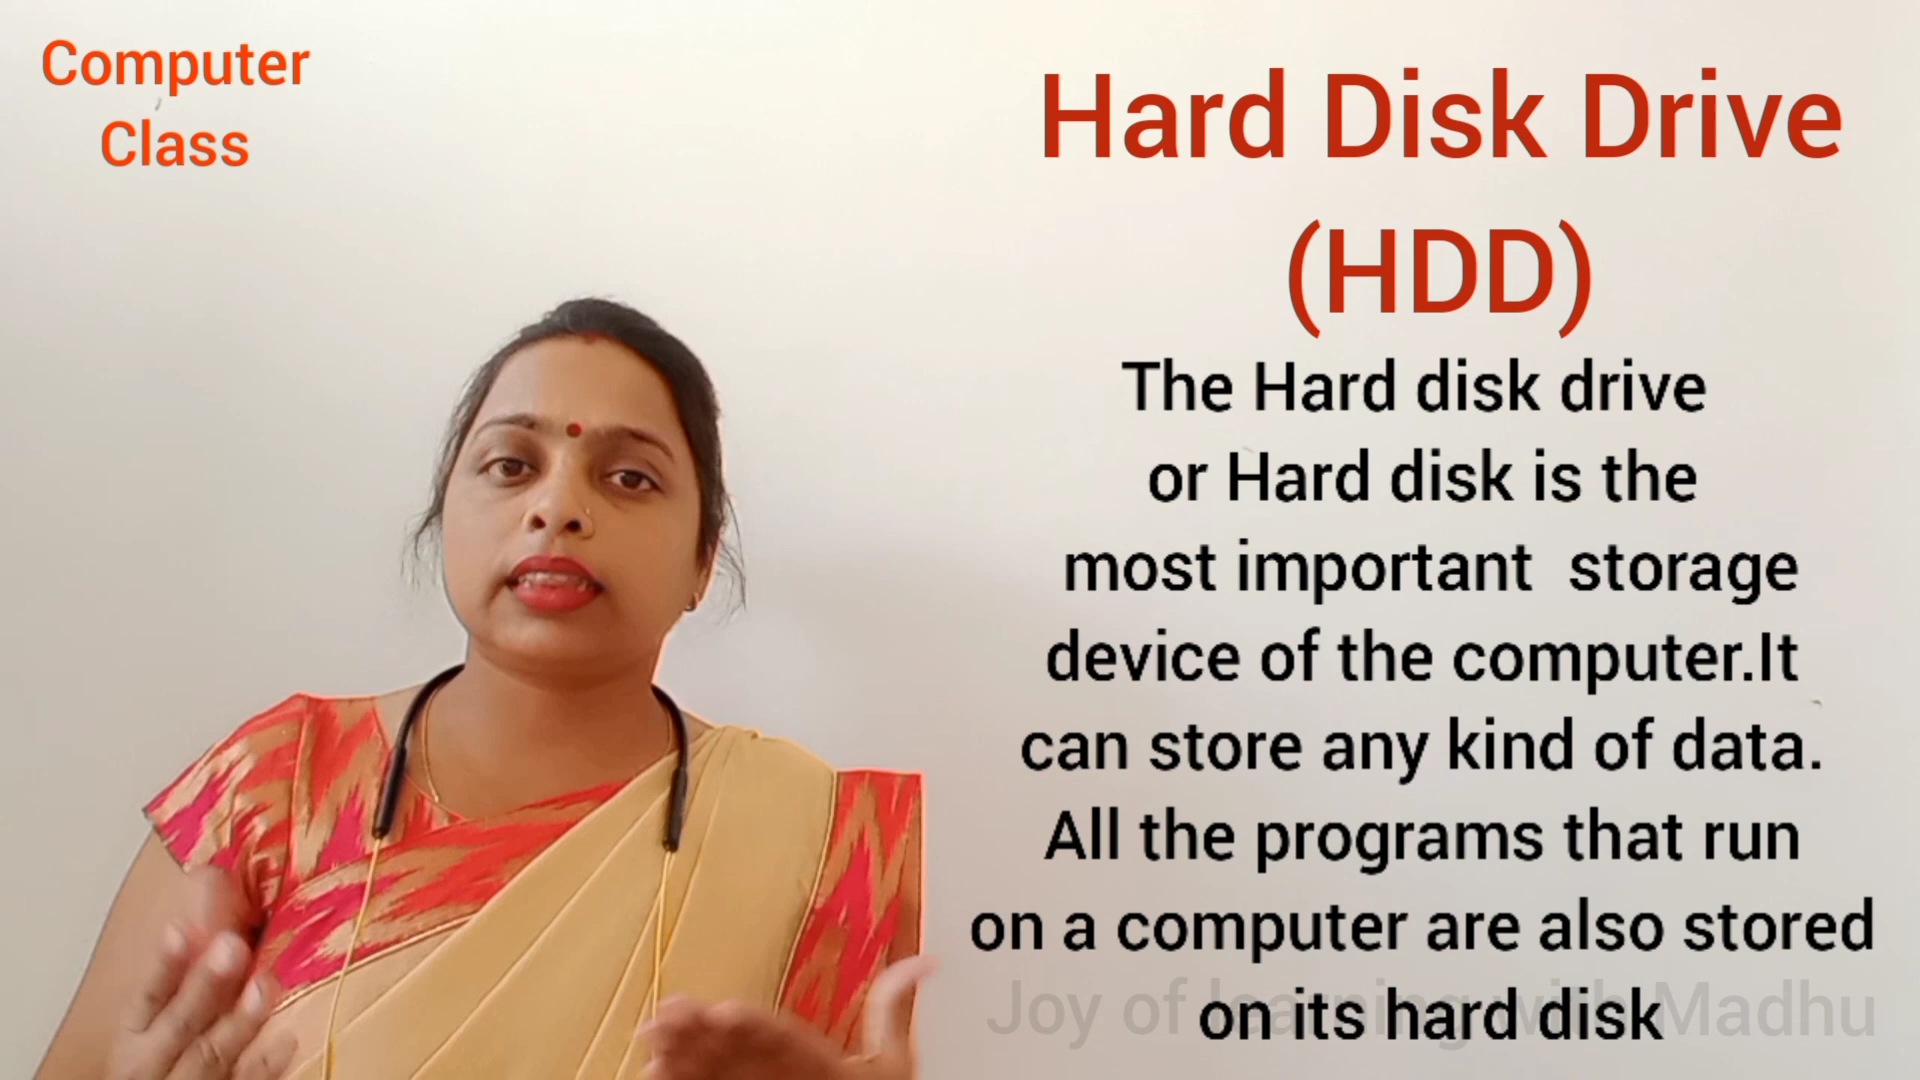 Computer
Class
Hard Disk Drive
(HDD)
The Hard disk drive
or Hard disk is the
most important  storage
device of the computer.It
can store any kind of data.
All the programs that run
on a computer are also stored
on its hard disk
Joy of learning with Madhu